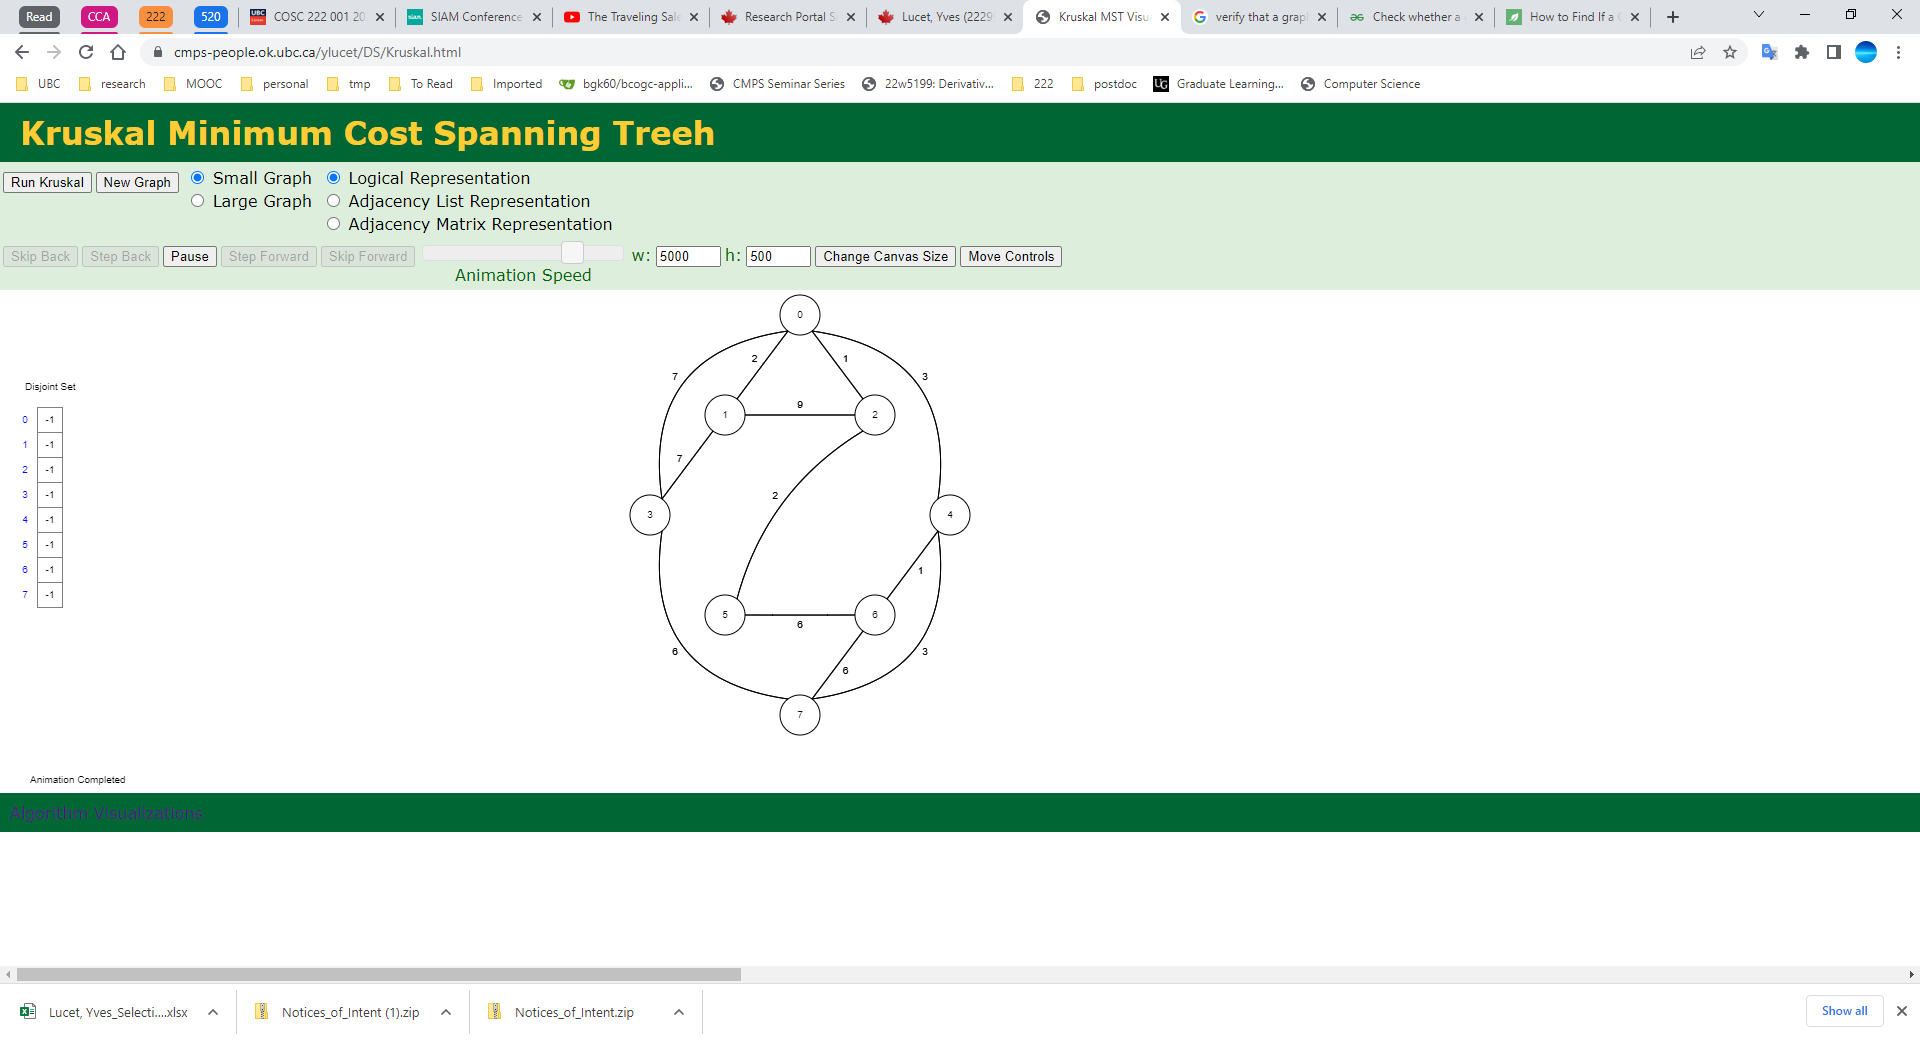 Read CCA 222 520 COSC 222 001 20 SIAM Conference The Traveling Sale Research Portal S Lucet, Yves (2229 Kruskal MST Visu verify that a grap Check whether a How to Find If a
cmps-people.ok.ubc.ca/ylucet/DS/Kruskal.html
UBC research MOOC personal tmp To Read Imported bgk60/bcogc-appli... CMPS Seminar Series 22w5199: Derivativ... 222 postdoc UG Graduate Learning... Computer Science
Kruskal Minimum Cost Spanning Treeh
Run Kruskal New Graph Small Graph Logical Representation
Large Graph Adjacency List Representation
Adjacency Matrix Representation
Skip Back Step Back Pause Step Forward Skip Forward w: 5000 h: 500 Change Canvas Size Move Controls
Animation Speed
0
2 1
7 3
Disjoint Set
9
0 -1 1 2
1 -1
7
2 -1
2
3 -1
3 4
4 -1
5 -1
1
6 -1
7 -1
5 6
6
6 3
6
7
Animation Completed
Algorithm Visualizations
Lucet, Yves_Selecti....xlsx Notices_of_Intent (1).zip Notices_of_Intent.zip Show all